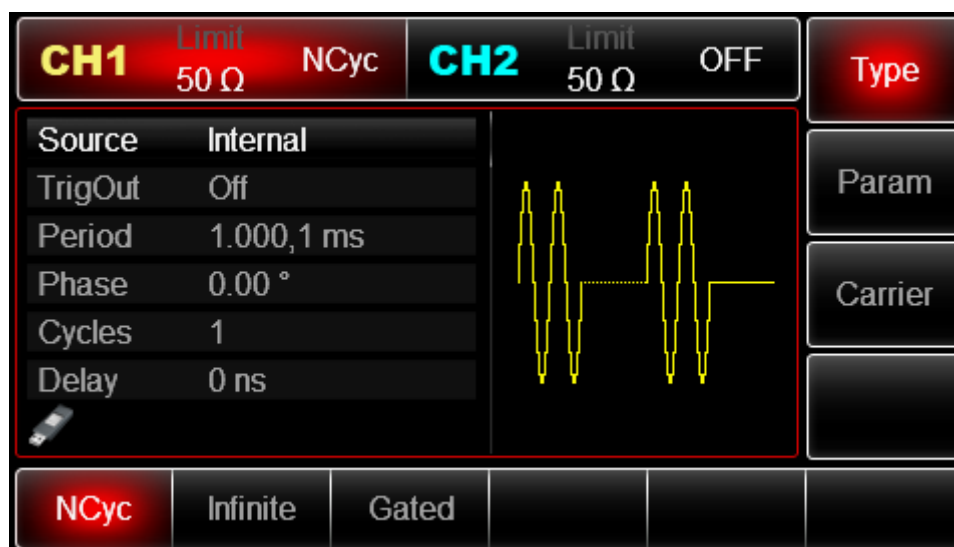 CH1 Limit 50 Ω NCyc CH2 Limit 50 Ω OFF Type
Source Internal
TrigOut Off
Period 1.000,1 ms
Phase 0.00 °
Cycles 1
Delay 0 ns
Param
Carrier
NCyc Infinite Gated